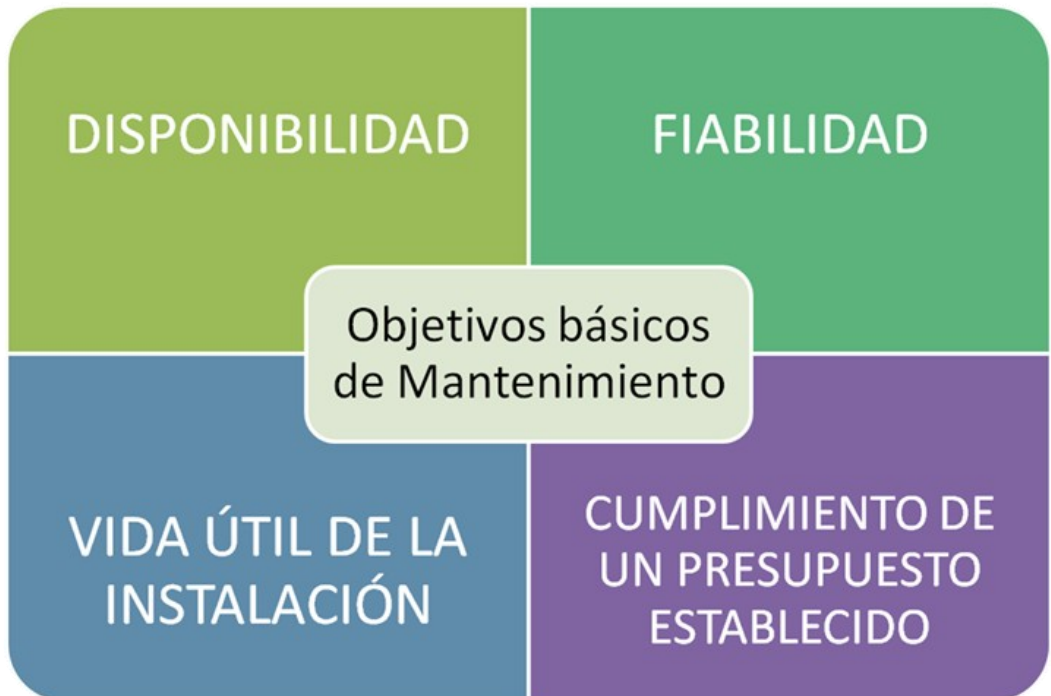 DISPONIBILIDAD
FIABILIDAD
Objetivos básicos
de Mantenimiento
VIDA ÚTIL DE LA
INSTALACIÓN
CUMPLIMIENTO DE
UN PRESUPUESTO
ESTABLECIDO